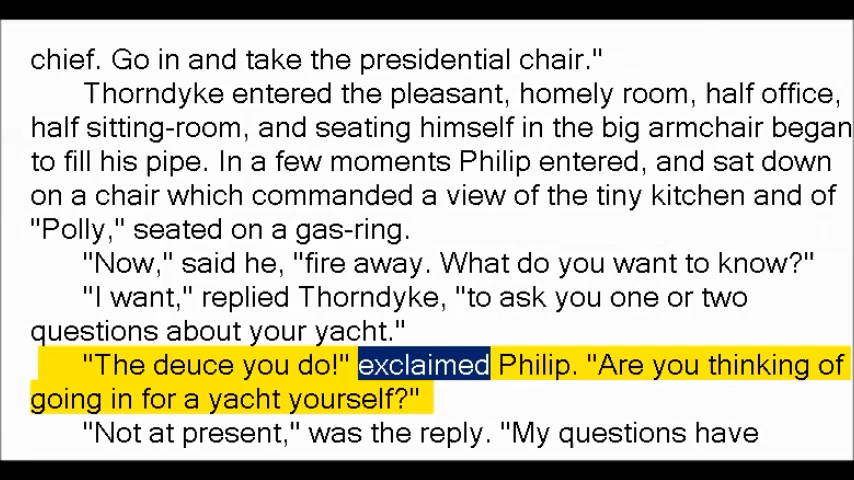 chief. Go in and take the presidential chair."
Thorndyke entered the pleasant, homely room, half office,
half sitting-room, and seating himself in the big armchair began
to fill his pipe. In a few moments Philip entered, and sat down
on a chair which commanded a view of the tiny kitchen and of
"Polly," seated on a gas-ring.
"Now," said he, "fire away. What do you want to know?"
"I want," replied Thorndyke, "to ask you one or two
questions about your yacht."
"The deuce you do!" exclaimed Philip. "Are you thinking of
going in for a yacht yourself?"
"Not at present," was the reply. "My questions have